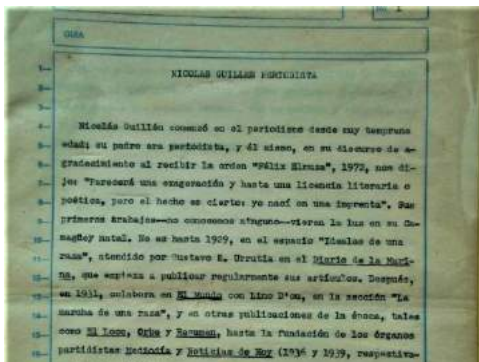 GUIA
NICOLAS GUILLEN PERIODISTA
Nicolás Guillén comenzó en el periodismo desde muy temprana
edad; su padre era periodista, y él mismo, en su discurso de a-
gradecimiento al recibir la orden "Félix Elmusa", 1972, nos di-
jo: "Parecerá una exageración y hasta una licencia literaria o
poética, pero el hecho es cierto: yo nací en una imprenta". Sus
primeros trabajos—no conocemos ninguno—vieron la luz en su Ca-
magüey natal. No es hasta 1929, en el espacio "Ideales de una
raza", atendido por Gustavo E. Urrutia en el Diario de la Mari-
na, que empieza a publicar regularmente sus artículos. Después,
en 1931, colabora en El Mundo con Lino D'ou, en la sección "La
marcha de una raza", y en otras publicaciones de la época, tales
como El Loco, Orbe y Resumen, hasta la fundación de los órganos
partidistas Mediodía y Noticias de Hoy (1936 y 1939, respectiva-